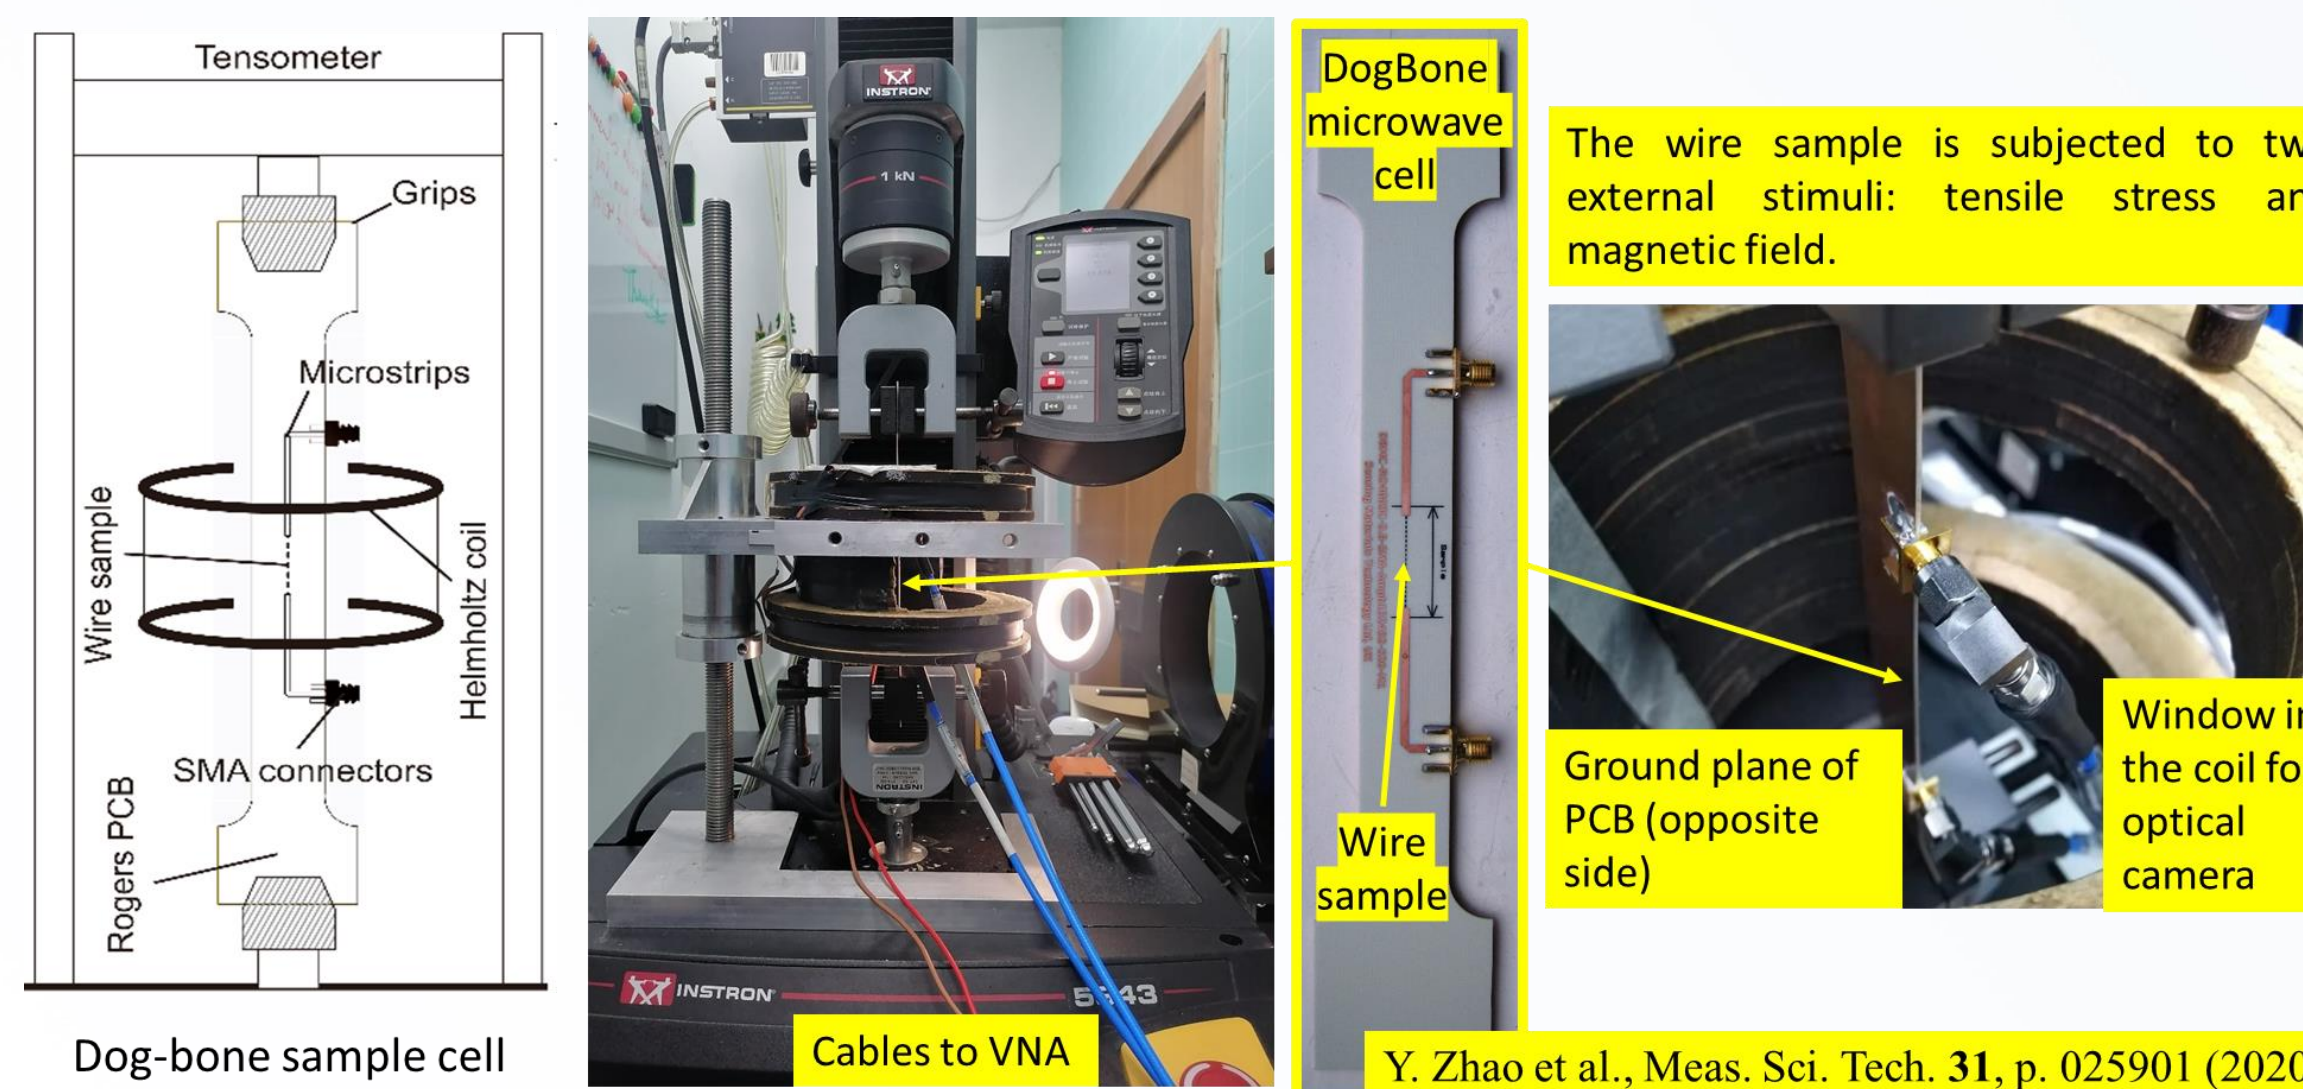 Tensometer
Grips
Microstrips
Wire sample
Helmholtz coil
SMA connectors
Rogers PCB
Dog-bone sample cell
INSTRON
1 kN
INSTRON
INSTRON
Cables to VNA
DogBone
microwave
cell
Sample
Wire
sample
The wire sample is subjected to tw
external stimuli: tensile stress an
magnetic field.
Ground plane of
PCB (opposite
side)
Window in
the coil fo
optical
camera
Y. Zhao et al., Meas. Sci. Tech. 31, p. 025901 (2020